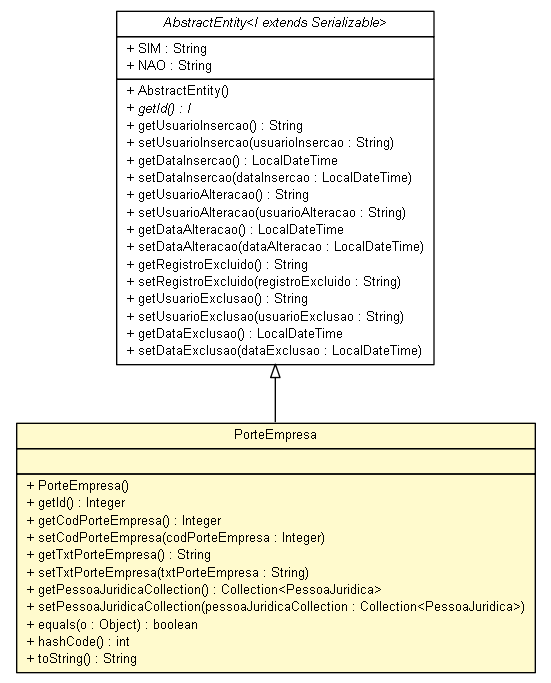 AbstractEntity<I extends Serializable>
+ SIM : String
+ NAO : String
+ AbstractEntity()
+ getId() : I
+ getUsuarioInsercao() : String
+ setUsuarioInsercao(usuarioInsercao : String)
+ getDataInsercao() : LocalDateTime
+ setDataInsercao(dataInsercao : LocalDateTime)
+ getUsuarioAlteracao() : String
+ setUsuarioAlteracao(usuarioAlteracao : String)
+ getDataAlteracao() : LocalDateTime
+ setDataAlteracao(dataAlteracao : LocalDateTime)
+ getRegistroExcluido() : String
+ setRegistroExcluido(registroExcluido : String)
+ getUsuarioExclusao() : String
+ setUsuarioExclusao(usuarioExclusao : String)
+ getDataExclusao() : LocalDateTime
+ setDataExclusao(dataExclusao : LocalDateTime)
PorteEmpresa
+ PorteEmpresa()
+ getId() : Integer
+ getCodPorteEmpresa() : Integer
+ setCodPorteEmpresa(codPorteEmpresa : Integer)
+ getTxtPorteEmpresa() : String
+ setTxtPorteEmpresa(txtPorteEmpresa : String)
+ getPessoaJuridicaCollection() : Collection<PessoaJuridica>
+ setPessoaJuridicaCollection(pessoaJuridicaCollection : Collection<PessoaJuridica>)
+ equals(o : Object) : boolean
+ hashCode() : int
+ toString() : String